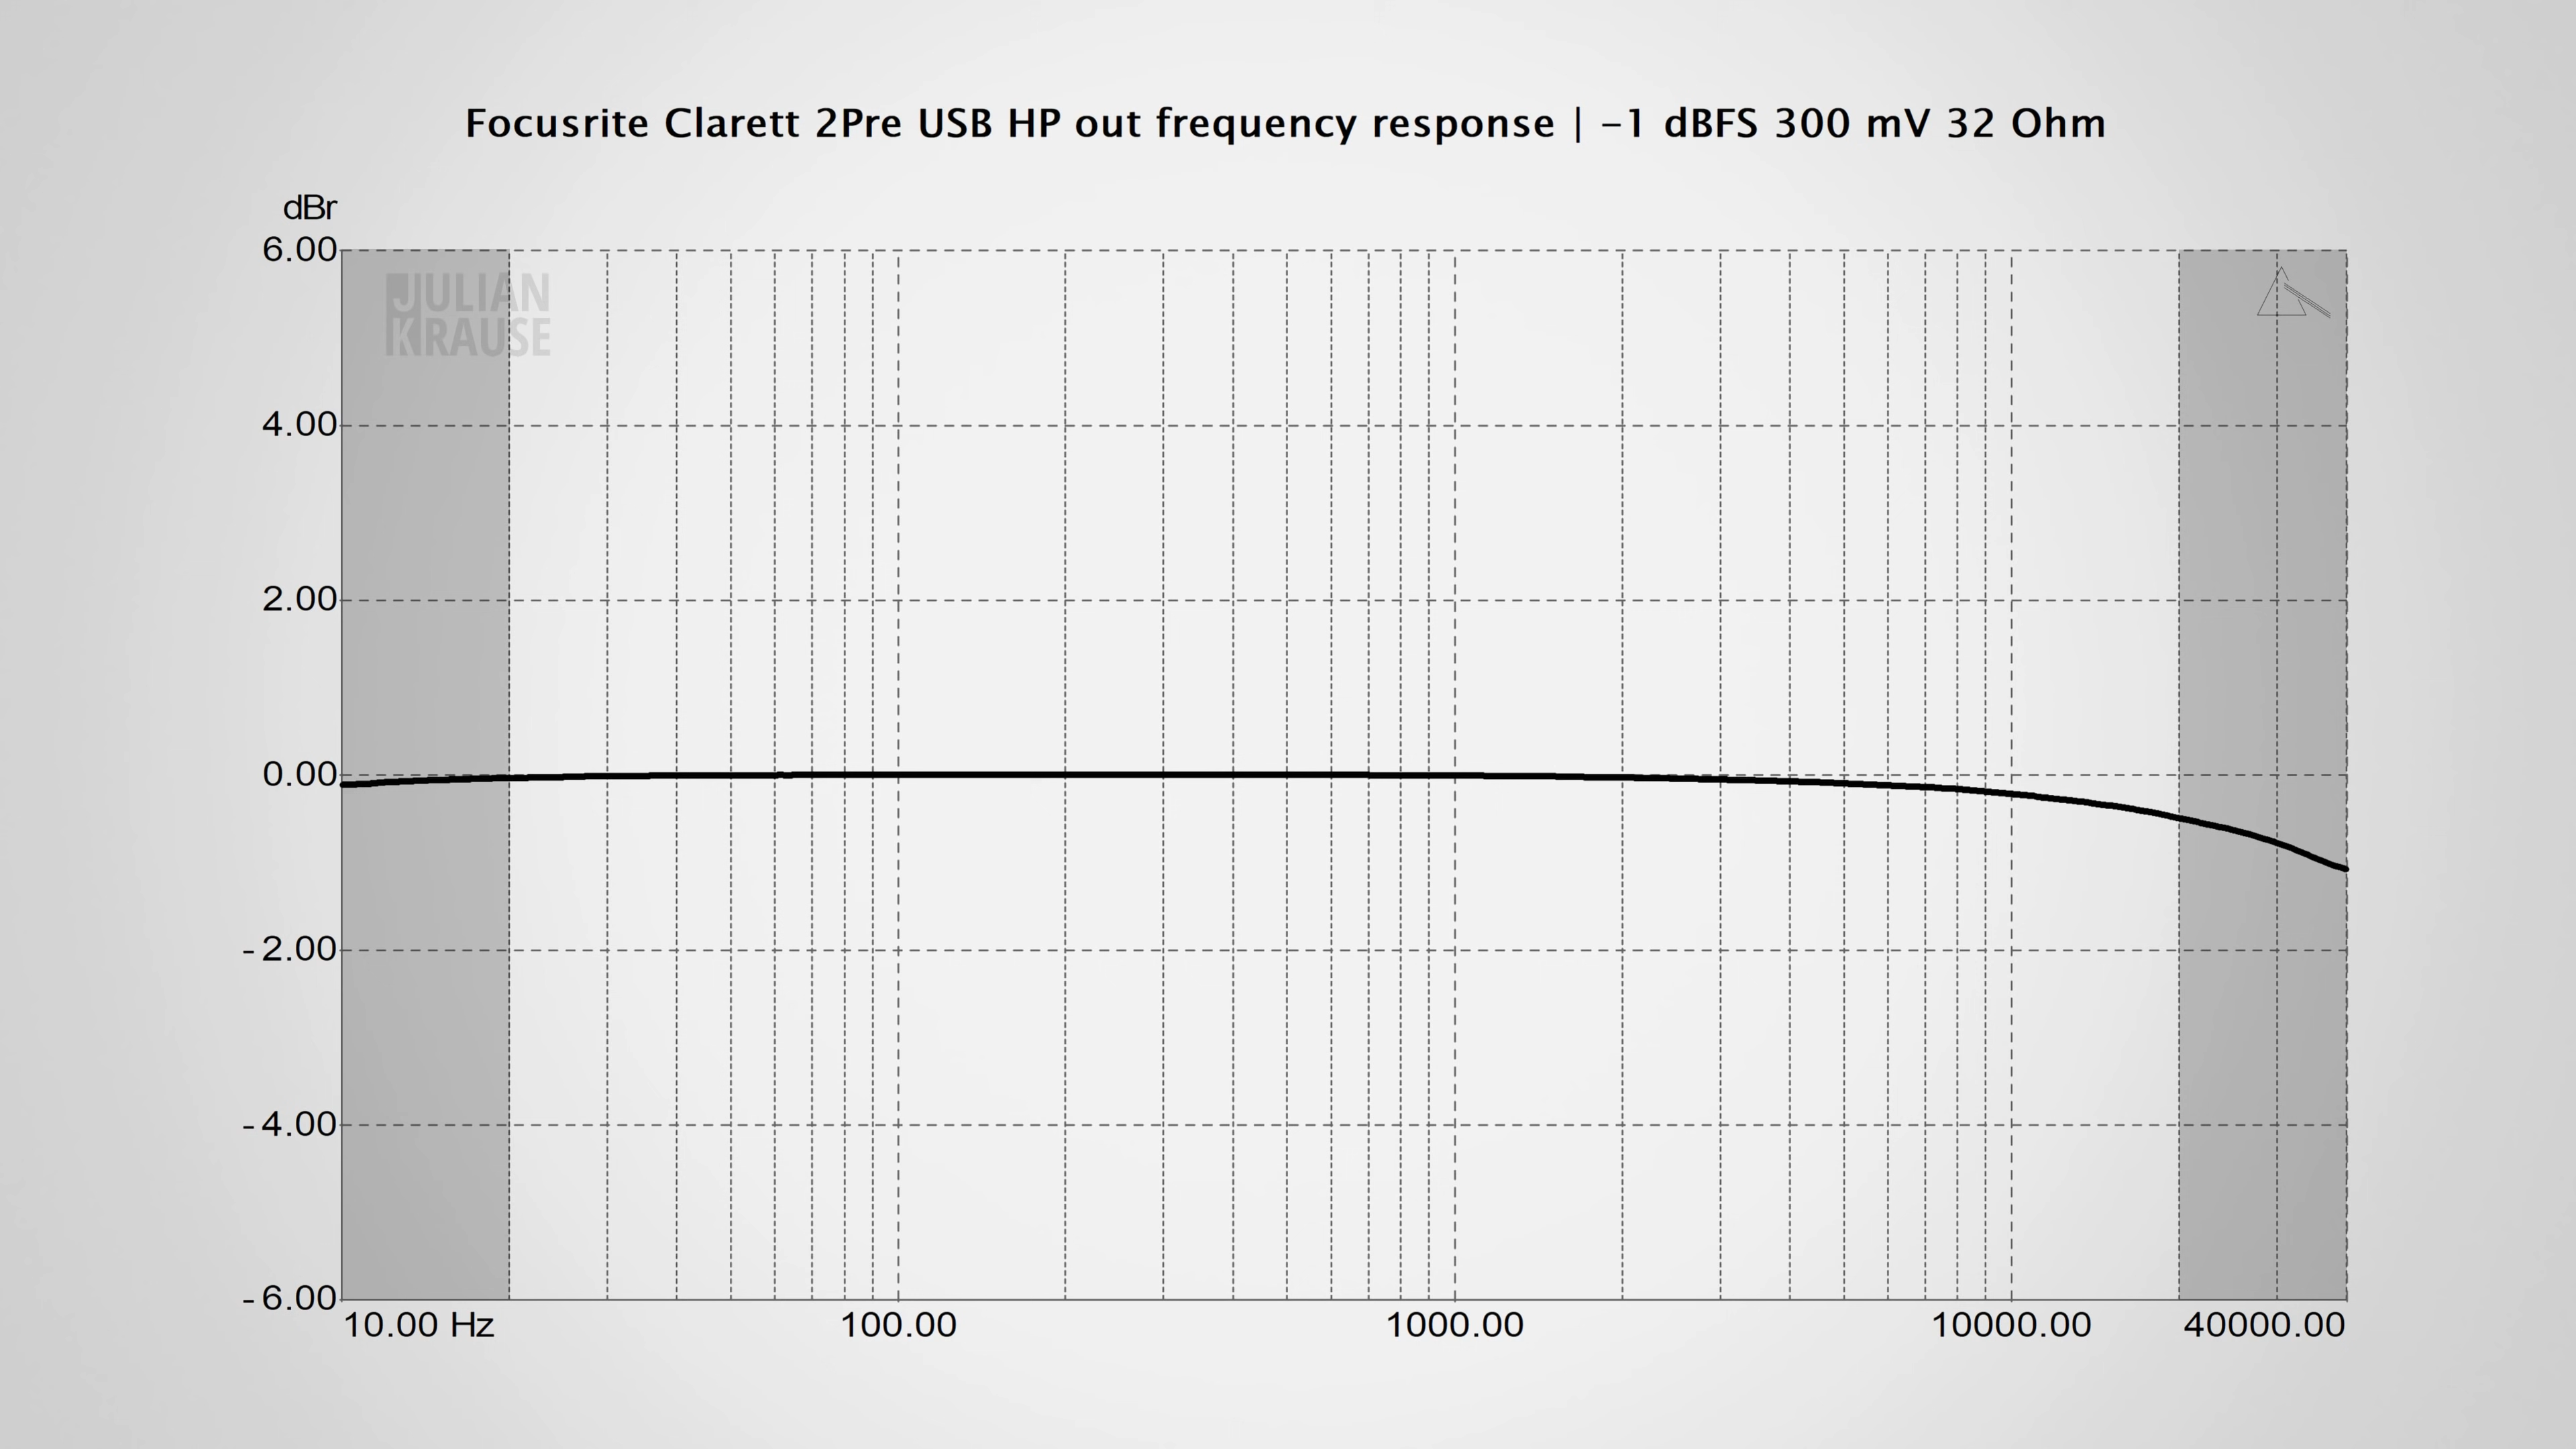 Focusrite Clarett 2Pre USB HP out frequency response | –1 dBFS 300 mV 32 Ohm
dBr
6.00
JULIAN
KRAUSE
4.00
2.00
0.00
-2.00
-4.00
-6.00
10.00 Hz 100.00 1000.00 10000.00 40000.00